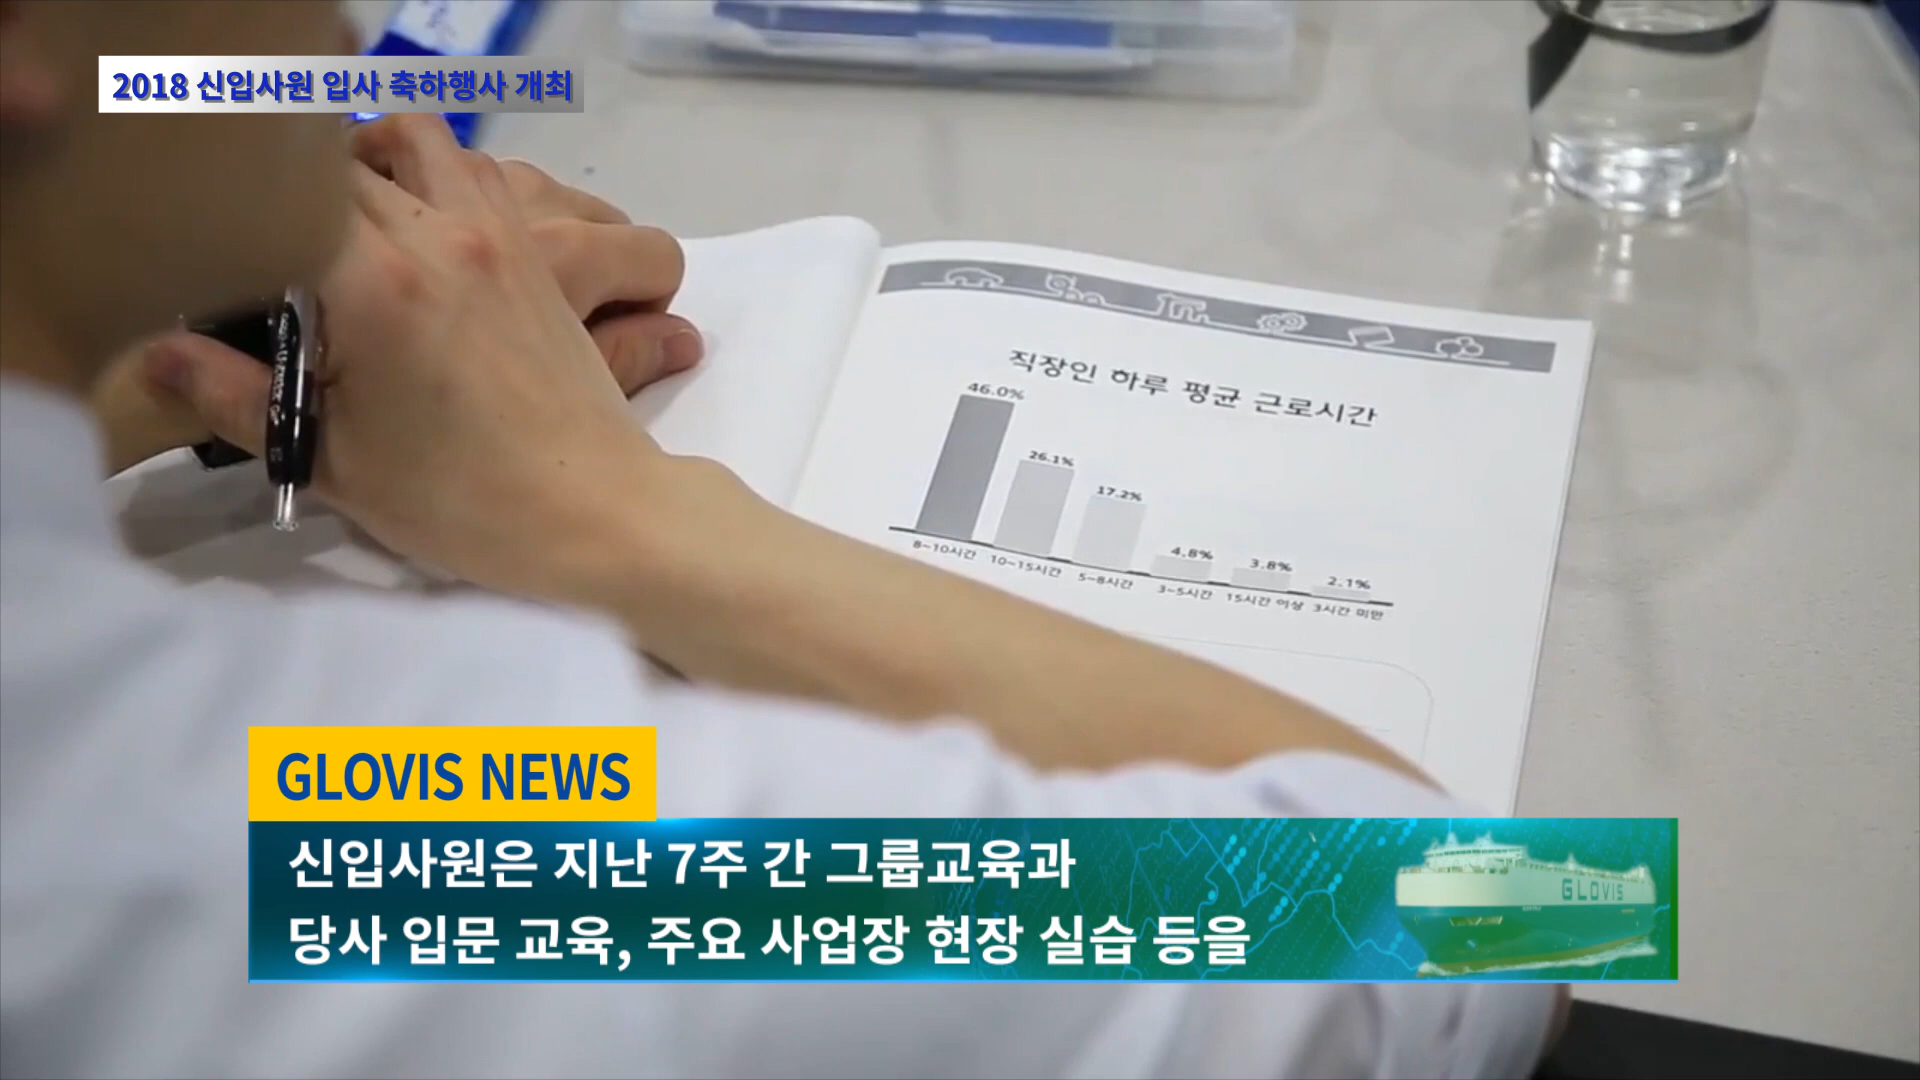 2018 신입사원 입사 축하행사 개최
직장인 하루 평균 근로시간
46.0%
26.1%
17.2%
4.8%
3.8%
2.1%
8~10시간 10~15시간 5~8시간 3~5시간 15시간 이상 3시간 미만
GLOVIS NEWS
신입사원은 지난 7주 간 그룹교육과
당사 입문 교육, 주요 사업장 현장 실습 등을
GLOVIS